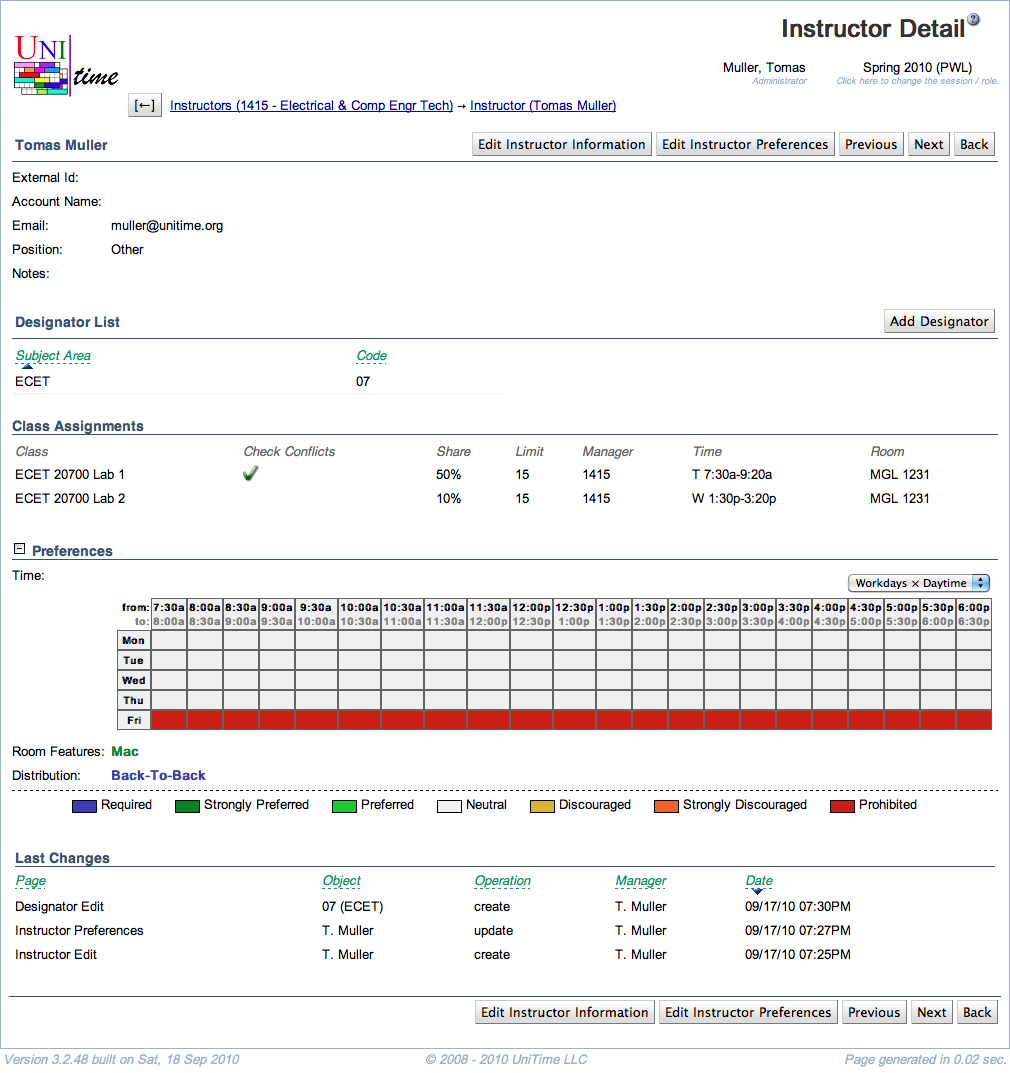 Instructor Detail ?
UNI time
Muller, Tomas Spring 2010 (PWL)
Administrator Click here to change the session / role.
[←] Instructors (1415 - Electrical & Comp Engr Tech) → Instructor (Tomas Muller)
Tomas Muller Edit Instructor Information Edit Instructor Preferences Previous Next Back
External Id:
Account Name:
Email: muller@unitime.org
Position: Other
Notes:
Designator List Add Designator
Subject Area Code
ECET 07
Class Assignments
Class Check Conflicts Share Limit Manager Time Room
ECET 20700 Lab 1 50% 15 1415 T 7:30a-9:20a MGL 1231
ECET 20700 Lab 2 10% 15 1415 W 1:30p-3:20p MGL 1231
Preferences
Time: Workdays × Daytime
from: 7:30a 8:00a 8:30a 9:00a 9:30a 10:00a 10:30a 11:00a 11:30a 12:00p 12:30p 1:00p 1:30p 2:00p 2:30p 3:00p 3:30p 4:00p 4:30p 5:00p 5:30p 6:00p
to: 8:00a 8:30a 9:00a 9:30a 10:00a 10:30a 11:00a 11:30a 12:00p 12:30p 1:00p 1:30p 2:00p 2:30p 3:00p 3:30p 4:00p 4:30p 5:00p 5:30p 6:00p 6:30p
Mon
Tue
Wed
Thu
Fri
Room Features: Mac
Distribution: Back-To-Back
Required Strongly Preferred Preferred Neutral Discouraged Strongly Discouraged Prohibited
Last Changes
Page Object Operation Manager Date
Designator Edit 07 (ECET) create T. Muller 09/17/10 07:30PM
Instructor Preferences T. Muller update T. Muller 09/17/10 07:27PM
Instructor Edit T. Muller create T. Muller 09/17/10 07:25PM
Edit Instructor Information Edit Instructor Preferences Previous Next Back
Version 3.2.48 built on Sat, 18 Sep 2010 © 2008 - 2010 UniTime LLC Page generated in 0.02 sec.